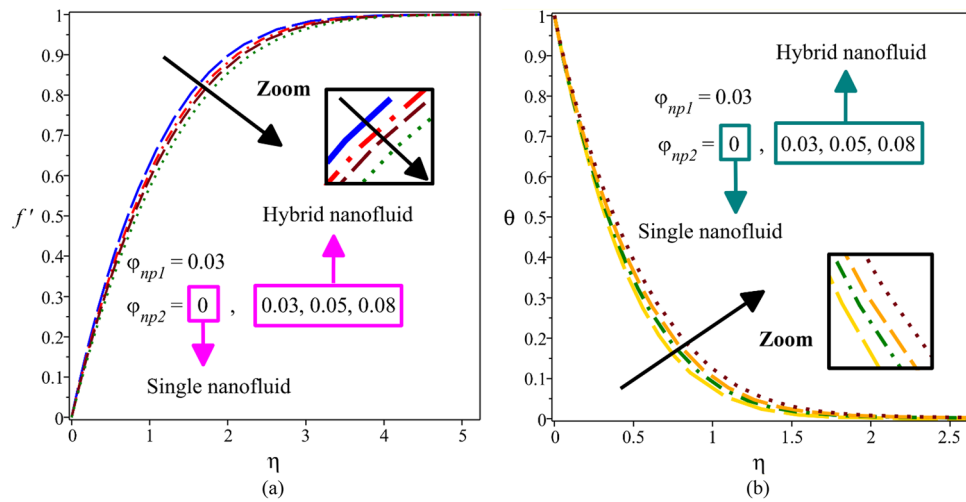 1
0.9
0.8
0.7
0.6
0.5
0.4
0.3
0.2
0.1
0
f ′
Zoom
Hybrid nanofluid
φnp1 = 0.03
φnp2 = 0 , 0.03, 0.05, 0.08
Single nanofluid
0 1 2 3 4 5
η
(a)
1
0.9
0.8
0.7
0.6
0.5
0.4
0.3
0.2
0.1
0
θ
Hybrid nanofluid
φnp1 = 0.03
φnp2 = 0 , 0.03, 0.05, 0.08
Single nanofluid
Zoom
0 0.5 1 1.5 2 2.5
η
(b)